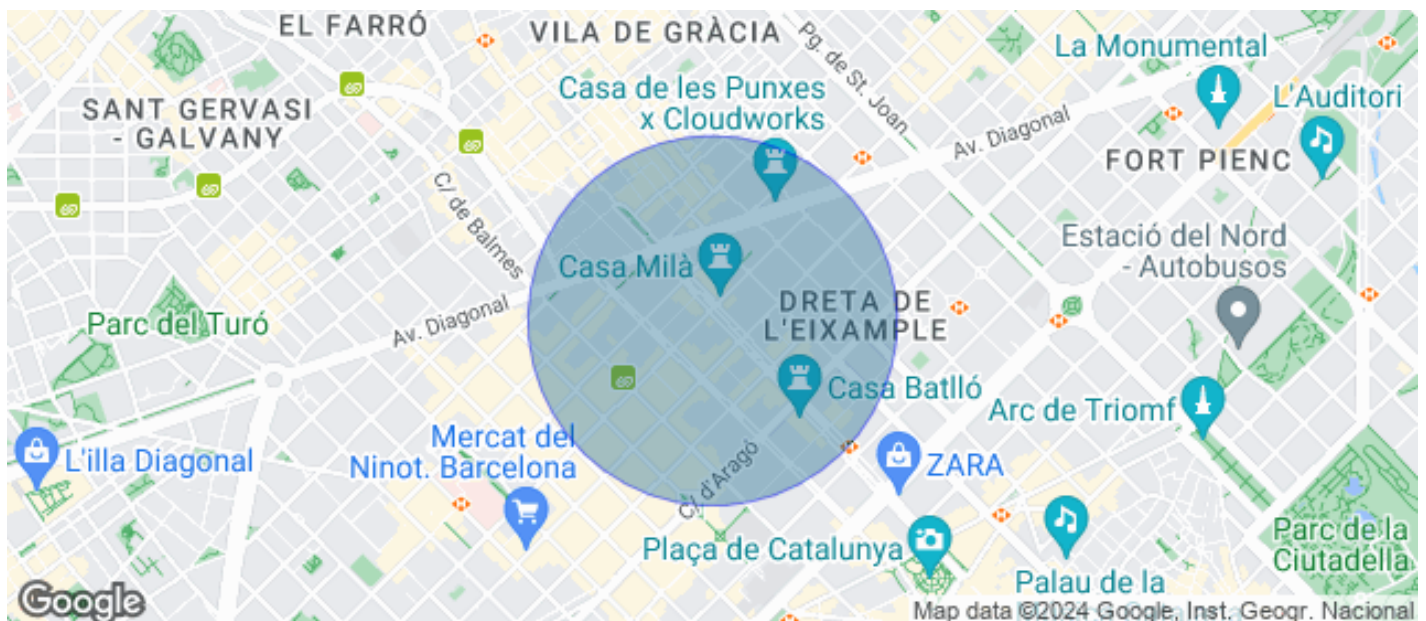 EL FARRÓ
VILA DE GRÀCIA
Pg. de St. Joan
La Monumental
SANT GERVASI
- GALVANY
Casa de les Punxes
x Cloudworks
L'Auditori
Av. Diagonal
FORT PIENC
C/ de Balmes
Casa Milà
Estació del Nord
- Autobusos
DRETA DE
L'EIXAMPLE
Parc del Turó
Av. Diagonal
Casa Batlló
Arc de Triomf
L'illa Diagonal
Mercat del
Ninot. Barcelona
C/ d'Aragó
ZARA
Plaça de Catalunya
Parc de la
Ciutadella
Palau de la
Google
Map data ©2024 Google, Inst. Geogr. Nacional